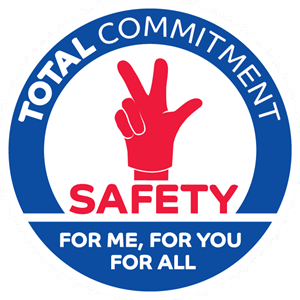 TOTAL COMMITMENT
SAFETY
FOR ME, FOR YOU
FOR ALL